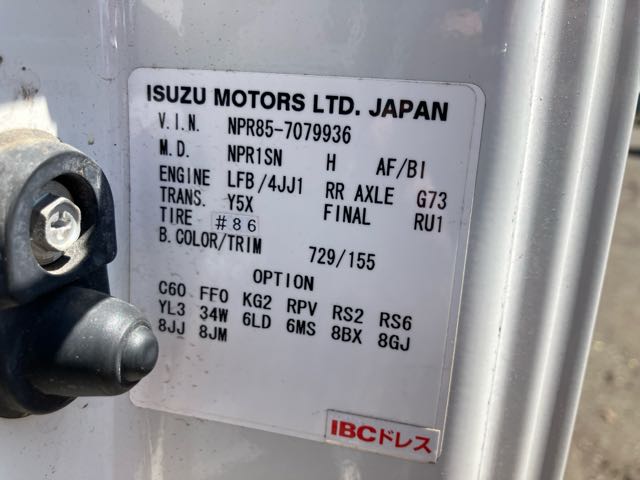 ISUZU MOTORS LTD. JAPAN
V.I.N. NPR85-7079936
M.D. NPR1SN H AF/BI
ENGINE LFB/4JJ1 RR AXLE G73
TRANS. Y5X FINAL RU1
TIRE #86
B.COLOR/TRIM 729/155
OPTION
C60 FF0 KG2 RPV RS2 RS6
YL3 34W 6LD 6MS 8BX 8GJ
8JJ 8JM
IBCドレス